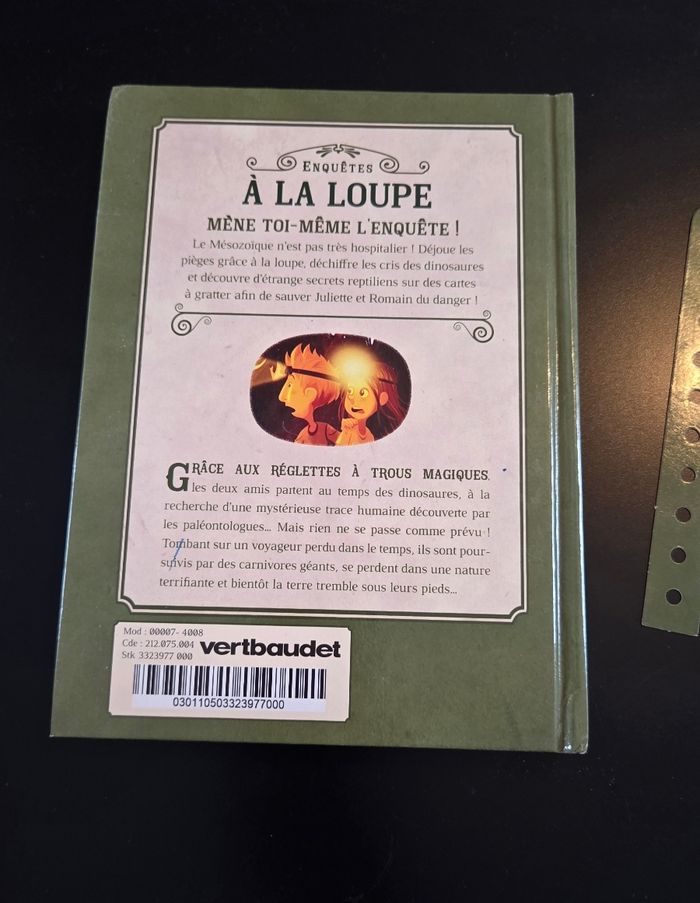 ENQUÊTES
À LA LOUPE
MÈNE TOI-MÊME L'ENQUÊTE !
Le Mésozoïque n'est pas très hospitalier ! Déjoue les
pièges grâce à la loupe, déchiffre les cris des dinosaures
et découvre d'étrange secrets reptiliens sur des cartes
à gratter afin de sauver Juliette et Romain du danger !
GRÂCE AUX RÉGLETTES À TROUS MAGIQUES,
les deux amis partent au temps des dinosaures, à la
recherche d'une mystérieuse trace humaine découverte par
les paléontologues... Mais rien ne se passe comme prévu !
Tombant sur un voyageur perdu dans le temps, ils sont pour-
suivis par des carnivores géants, se perdent dans une nature
terrifiante et bientôt la terre tremble sous leurs pieds...
Mod : 00007- 4008
Cde : 212.075.004
Stk 3323977 000
vertbaudet
030110503323977000